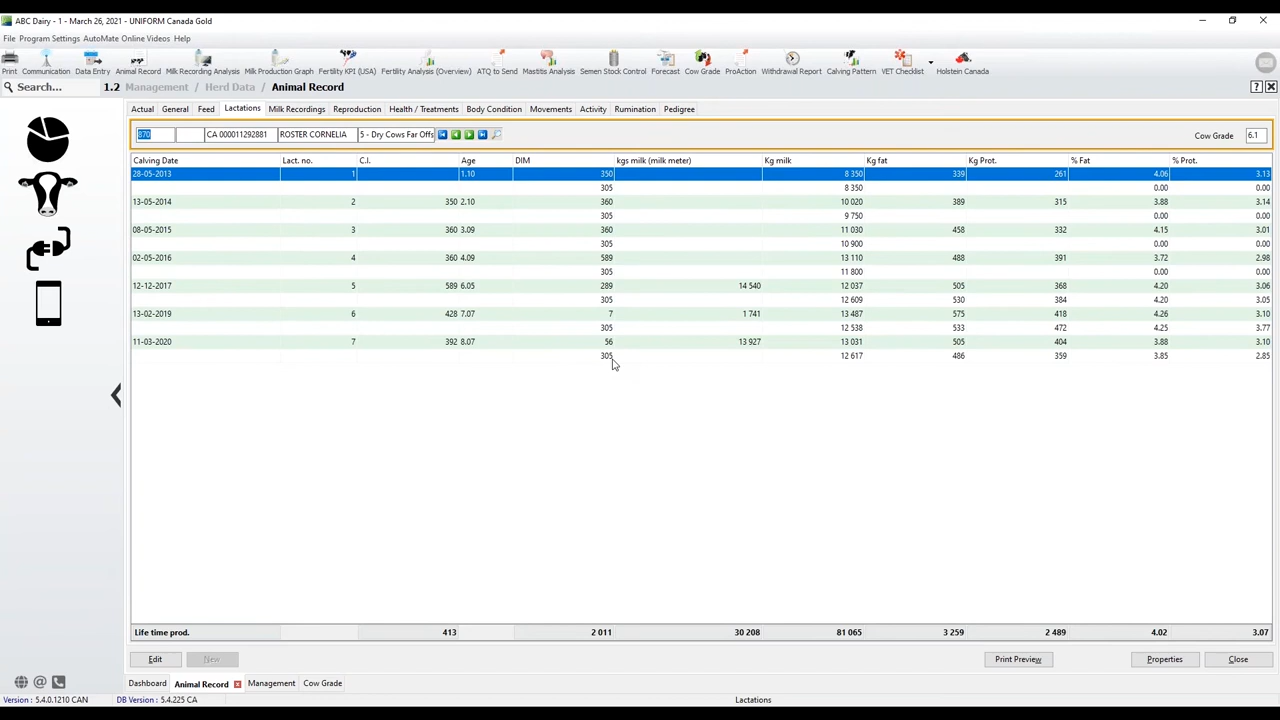 ABC Dairy - 1 - March 26, 2021 - UNIFORM Canada Gold
File Program Settings AutoMate Online Videos Help
Print Communication Data Entry Animal Record Milk Recording Analysis Milk Production Graph Fertility KPI (USA) Fertility Analysis (Overview) ATQ to Send Mastitis Analysis Semen Stock Control Forecast Cow Grade ProAction Withdrawal Report Calving Pattern VET Checklist Holstein Canada
Search... 1.2 Management / Herd Data / Animal Record ?
Actual General Feed Lactations Milk Recordings Reproduction Health / Treatments Body Condition Movements Activity Rumination Pedigree
870 CA 000011292881 ROSTER CORNELIA 5 - Dry Cows Far Offs Cow Grade 6.1
Calving Date Lact. no. C.I. Age DIM kgs milk (milk meter) Kg milk Kg fat Kg Prot. % Fat % Prot.
28-05-2013 1 1.10 350 8 350 339 261 4.06 3.13
305 8 350 0.00 0.00
13-05-2014 2 350 2.10 360 10 020 389 315 3.88 3.14
305 9 750 0.00 0.00
08-05-2015 3 360 3.09 360 11 030 458 332 4.15 3.01
305 10 900 0.00 0.00
02-05-2016 4 360 4.09 589 13 110 488 391 3.72 2.98
305 11 800 0.00 0.00
12-12-2017 5 589 6.05 289 14 540 12 037 505 368 4.20 3.06
305 12 609 530 384 4.20 3.05
13-02-2019 6 428 7.07 7 1 741 13 487 575 418 4.26 3.10
305 12 538 533 472 4.25 3.77
11-03-2020 7 392 8.07 56 13 927 13 031 505 404 3.88 3.10
305 12 617 486 359 3.85 2.85
Life time prod. 413 2 011 30 208 81 065 3 259 2 489 4.02 3.07
Edit New Print Preview Properties Close
Dashboard Animal Record Management Cow Grade
Version : 5.4.0.1210 CAN DB Version : 5.4.225 CA Lactations